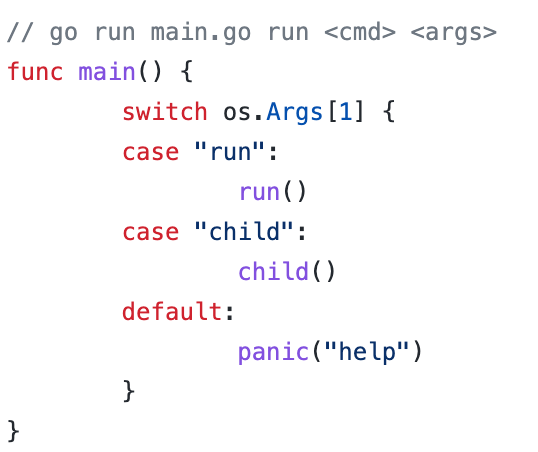 // go run main.go run <cmd> <args>
func main() {
        switch os.Args[1] {
        case "run":
                run()
        case "child":
                child()
        default:
                panic("help")
        }
}